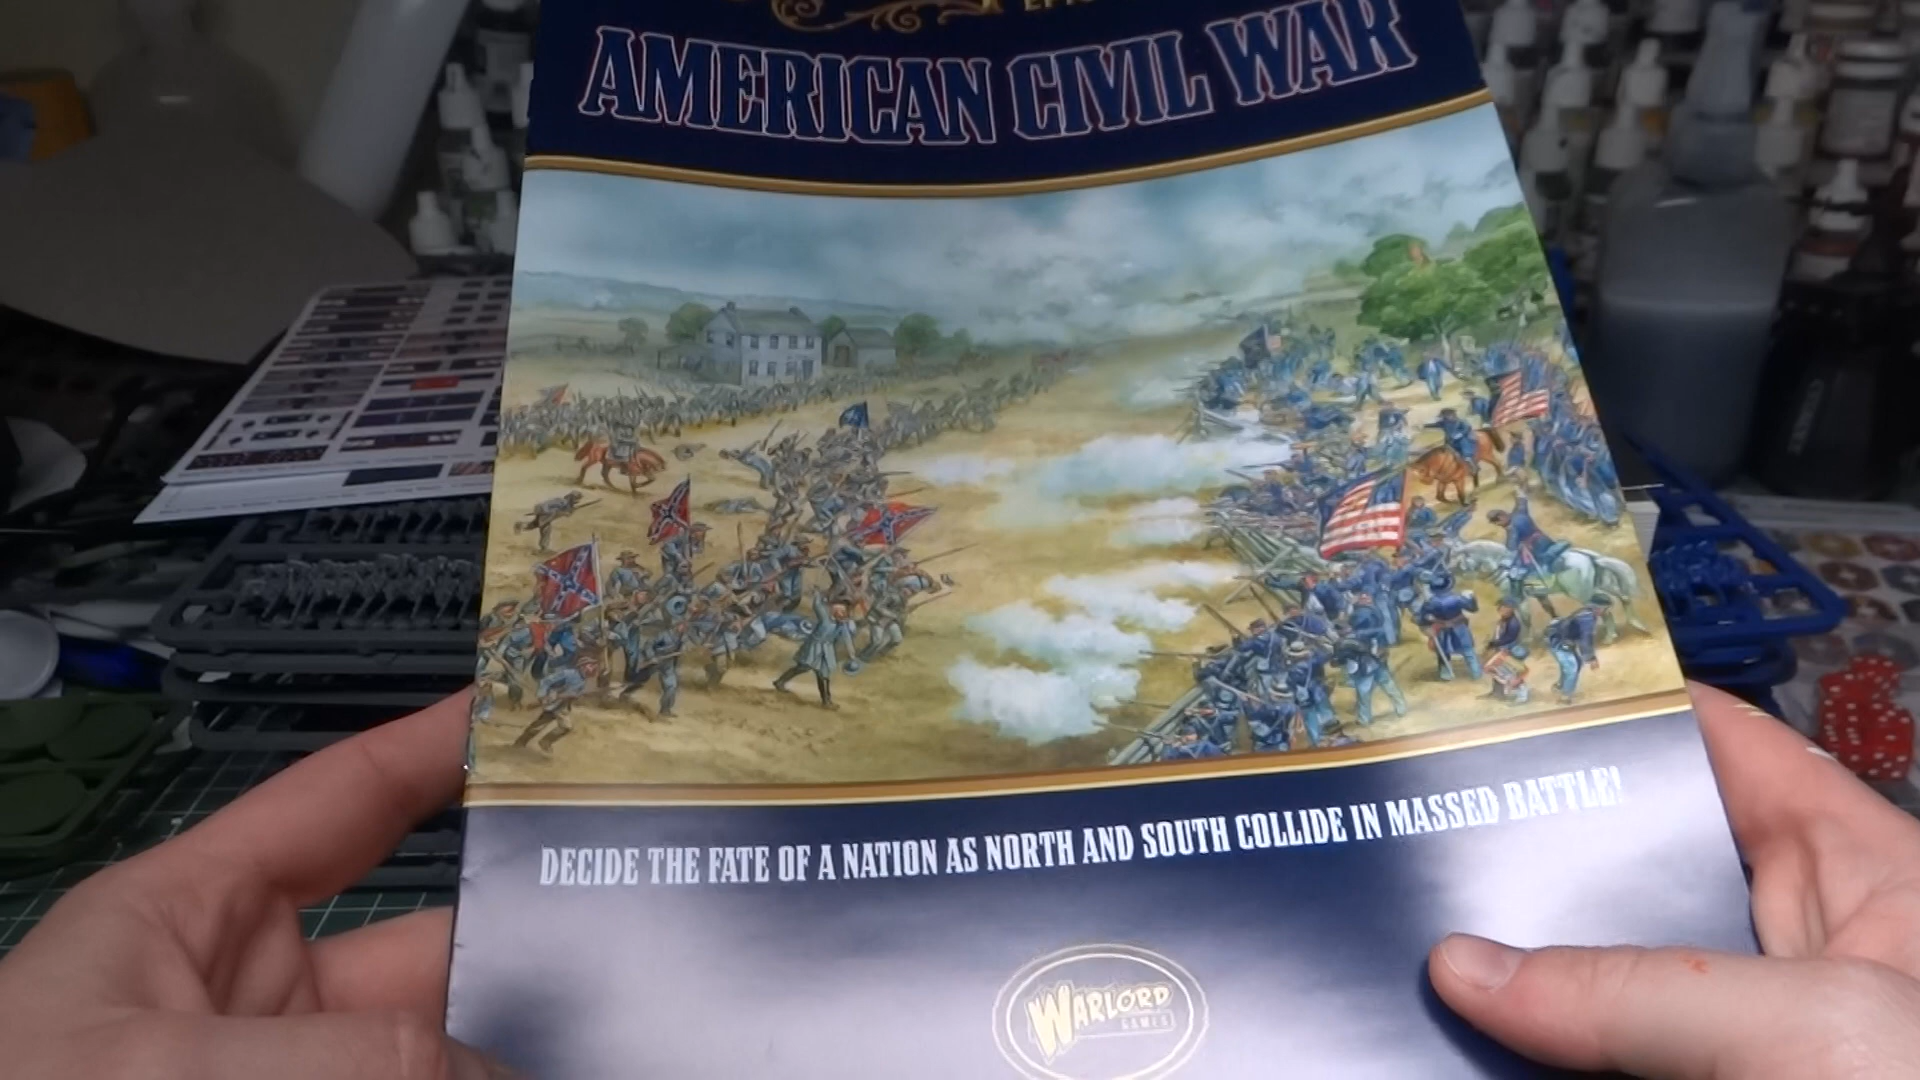 AMERICAN CIVIL WAR
DECIDE THE FATE OF A NATION AS NORTH AND SOUTH COLLIDE IN MASSED BATTLE!
WARLORD
GAMES